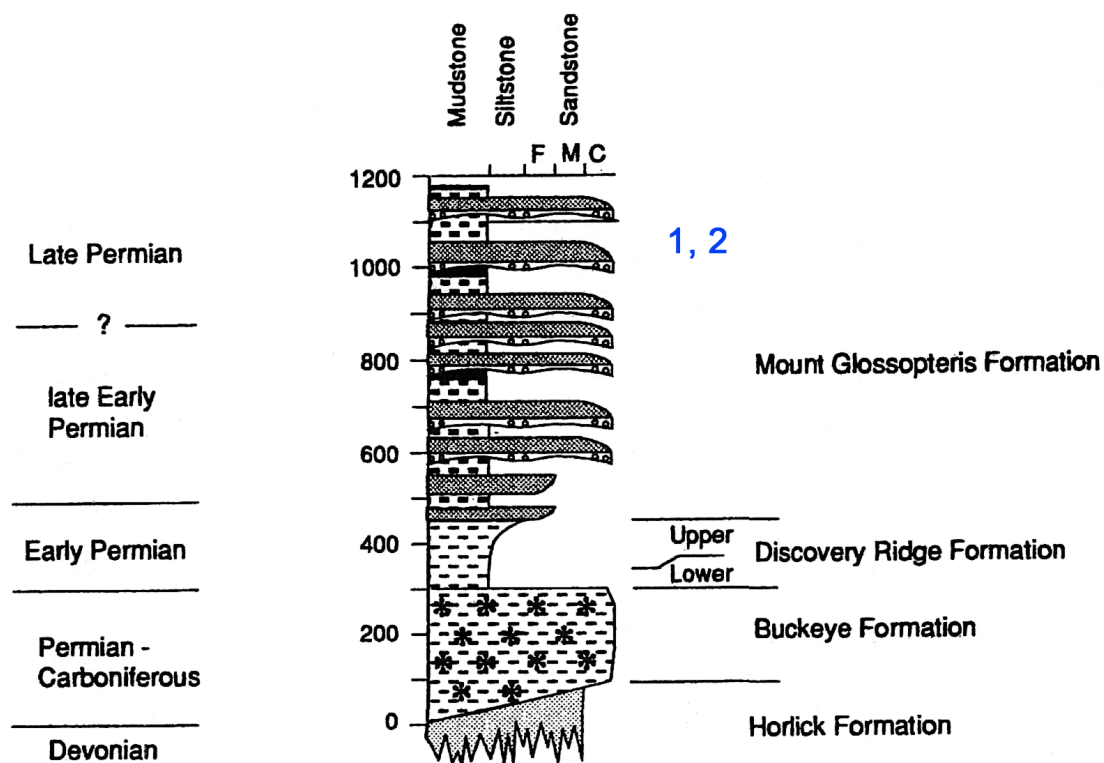 Mudstone
Siltstone
Sandstone
F M C
1200
1000
800
600
400
200
0
Late Permian
?
late Early
Permian
Early Permian
Permian -
Carboniferous
Devonian
1, 2
Mount Glossopteris Formation
Upper
Lower
Discovery Ridge Formation
Buckeye Formation
Horlick Formation